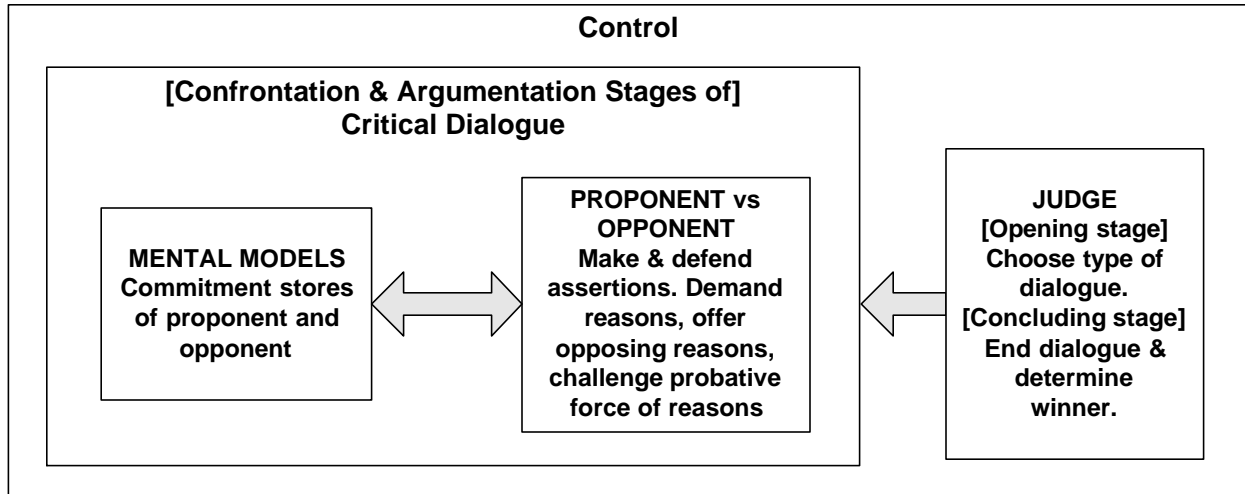 Control
[Confrontation & Argumentation Stages of]
Critical Dialogue
MENTAL MODELS
Commitment stores
of proponent and
opponent
PROPONENT vs
OPPONENT
Make & defend
assertions. Demand
reasons, offer
opposing reasons,
challenge probative
force of reasons
JUDGE
[Opening stage]
Choose type of
dialogue.
[Concluding stage]
End dialogue &
determine
winner.